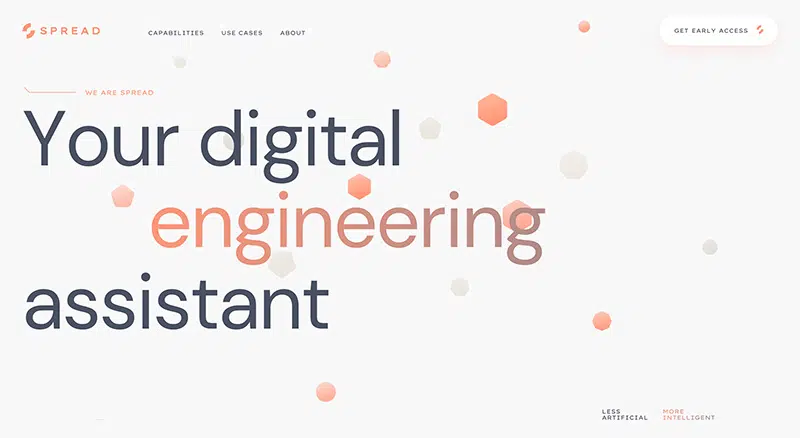 SPREAD
CAPABILITIES USE CASES ABOUT
GET EARLY ACCESS
WE ARE SPREAD
Your digital
engineering
assistant
LESS
ARTIFICIAL
MORE
INTELLIGENT